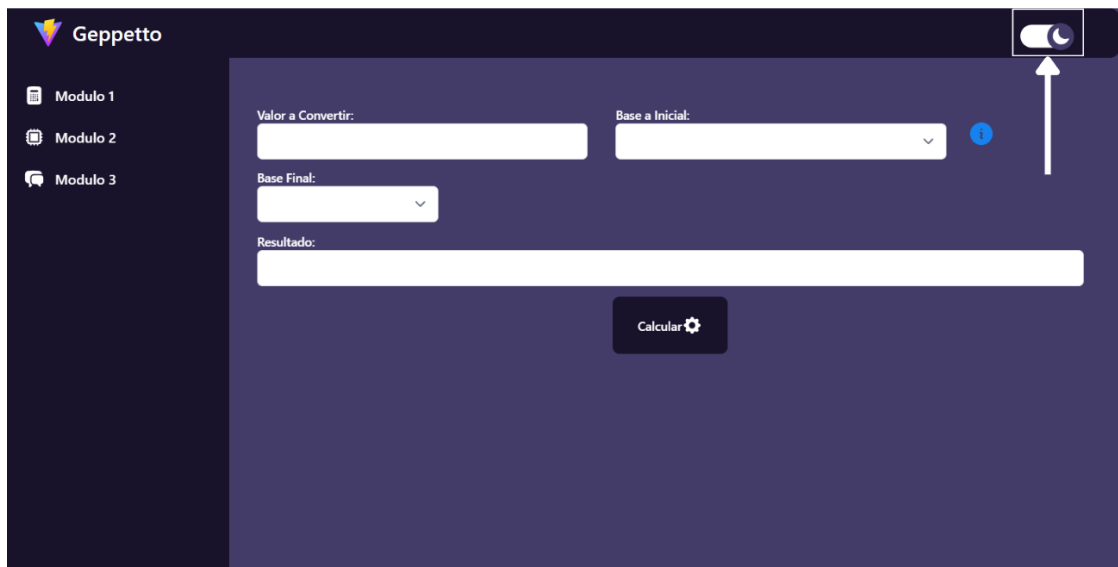 Geppetto
Modulo 1
Modulo 2
Modulo 3
Valor a Convertir:
Base a Inicial:
i
Base Final:
Resultado:
Calcular